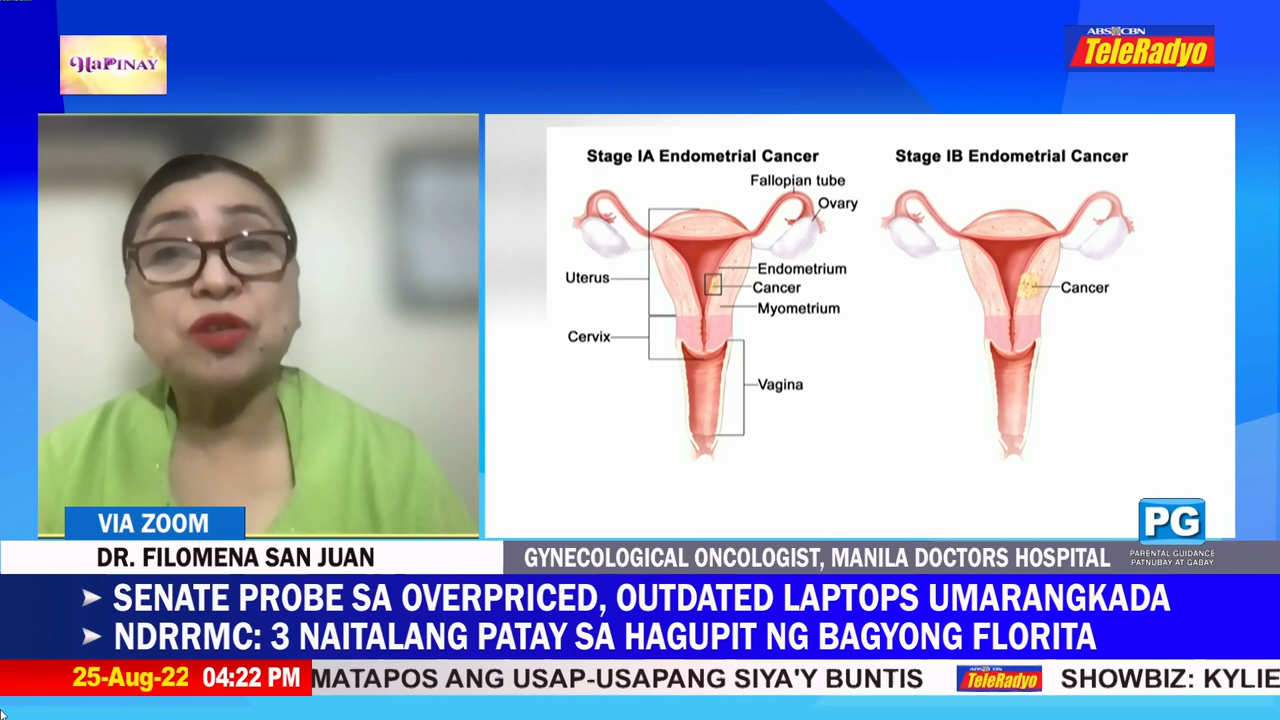 HaPINAY
ABS-CBN
TeleRadyo
Stage IA Endometrial Cancer
Fallopian tube
Ovary
Uterus
Endometrium
Cancer
Myometrium
Cervix
Vagina
Stage IB Endometrial Cancer
Cancer
PG
PARENTAL GUIDANCE
PATNUBAY AT GABAY
VIA ZOOM
DR. FILOMENA SAN JUAN
GYNECOLOGICAL ONCOLOGIST, MANILA DOCTORS HOSPITAL
SENATE PROBE SA OVERPRICED, OUTDATED LAPTOPS UMARANGKADA
NDRRMC: 3 NAITALANG PATAY SA HAGUPIT NG BAGYONG FLORITA
25-Aug-22 04:22 PM
MATAPOS ANG USAP-USAPANG SIYA'Y BUNTIS
TeleRadyo
SHOWBIZ: KYLIE